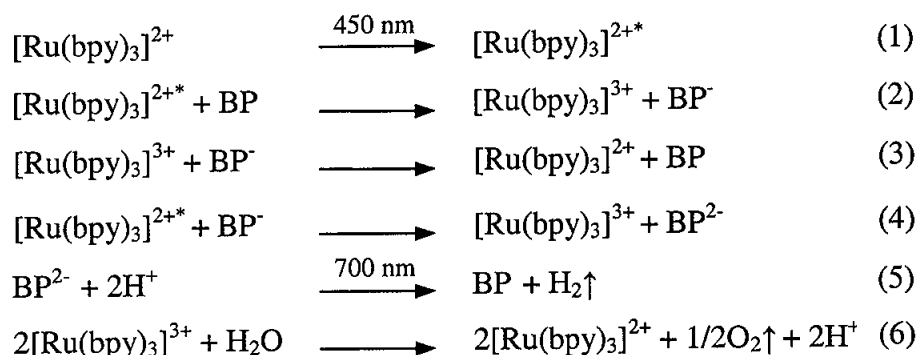 [Ru(bpy)₃]²⁺ 450 nm → [Ru(bpy)₃]²⁺* (1)
[Ru(bpy)₃]²⁺* + BP → [Ru(bpy)₃]³⁺ + BP⁻ (2)
[Ru(bpy)₃]³⁺ + BP⁻ → [Ru(bpy)₃]²⁺ + BP (3)
[Ru(bpy)₃]²⁺* + BP⁻ → [Ru(bpy)₃]³⁺ + BP²⁻ (4)
BP²⁻ + 2H⁺ 700 nm → BP + H₂↑ (5)
2[Ru(bpy)₃]³⁺ + H₂O → 2[Ru(bpy)₃]²⁺ + 1/2O₂↑ + 2H⁺ (6)